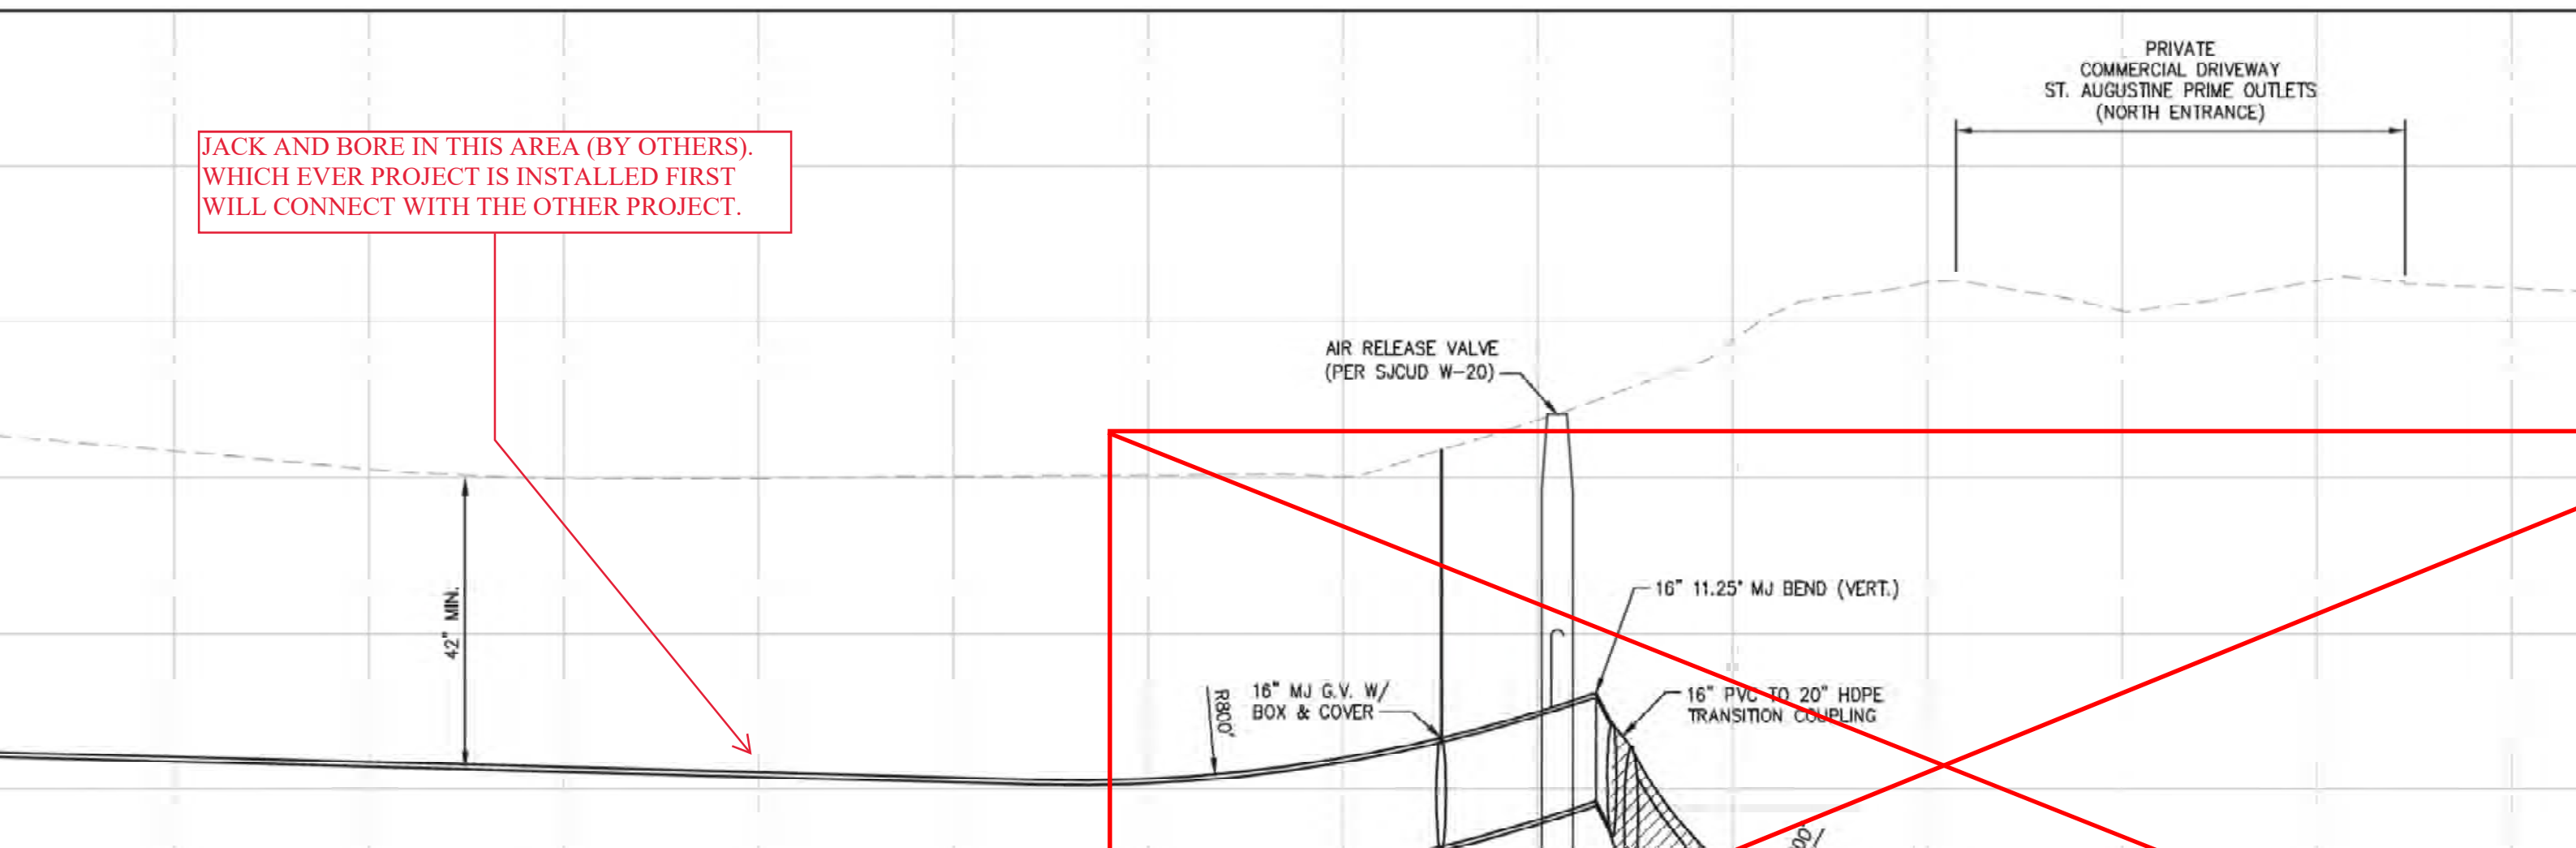 PRIVATE
COMMERCIAL DRIVEWAY
ST. AUGUSTINE PRIME OUTLETS
(NORTH ENTRANCE)
JACK AND BORE IN THIS AREA (BY OTHERS).
WHICH EVER PROJECT IS INSTALLED FIRST
WILL CONNECT WITH THE OTHER PROJECT.
AIR RELEASE VALVE
(PER SJCUD W-20)
42" MIN.
16" 11.25° MJ BEND (VERT.)
R800'
16" MJ G.V. W/
BOX & COVER
16" PVC TO 20" HDPE
TRANSITION COUPLING